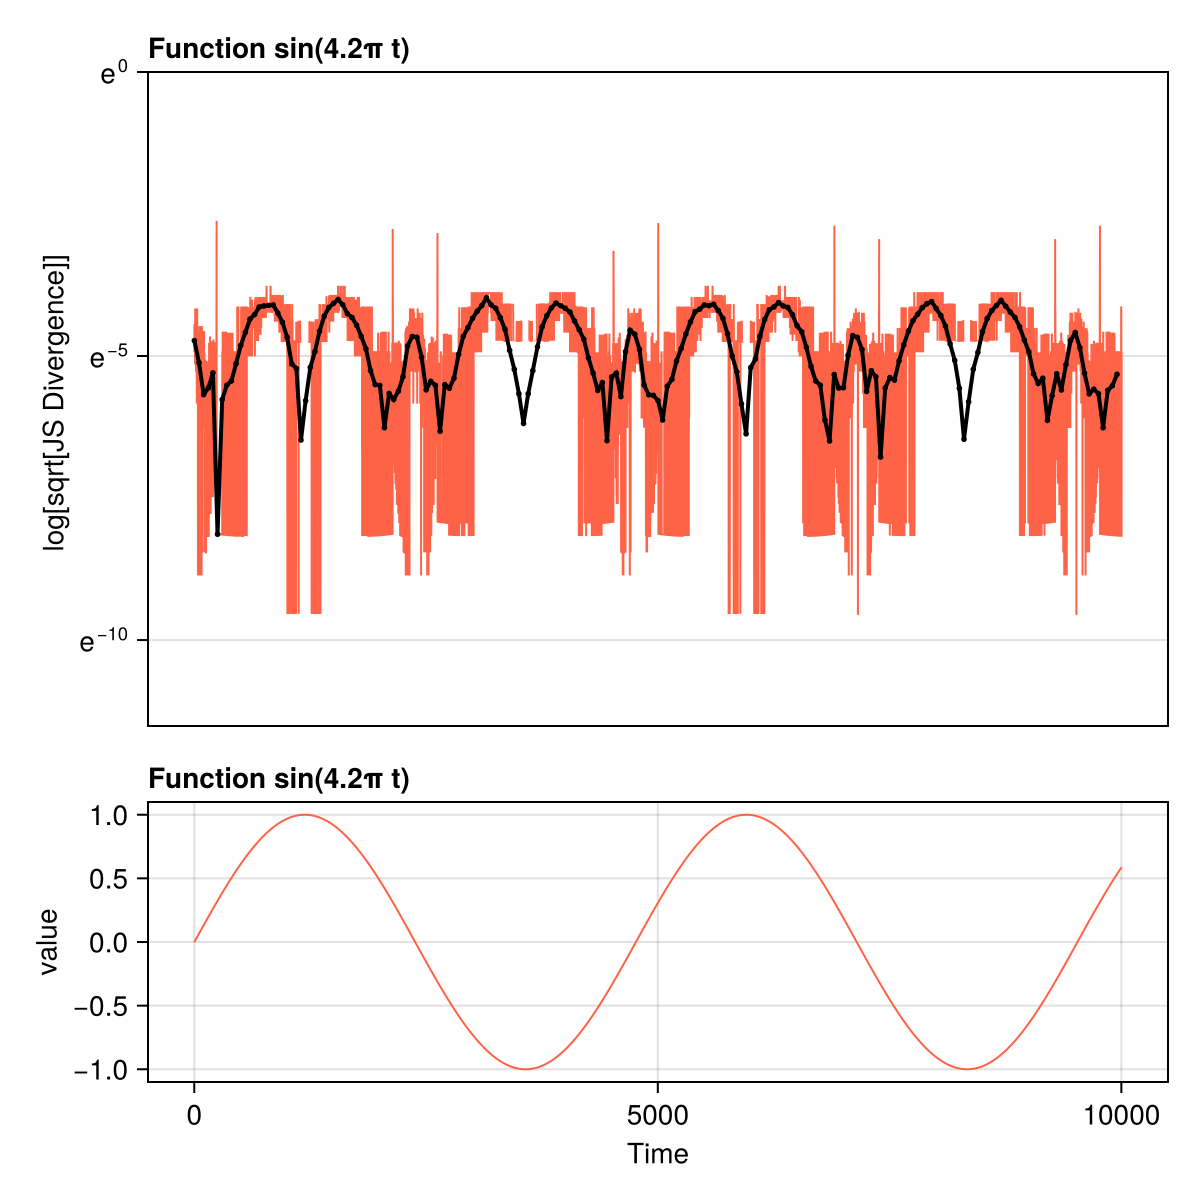 Function sin(4.2π t)
e^0
e^−5
e^−10
log[sqrt[JS Divergence]]
Function sin(4.2π t)
1.0
0.5
0.0
−0.5
−1.0
value
0 5000 10000
Time